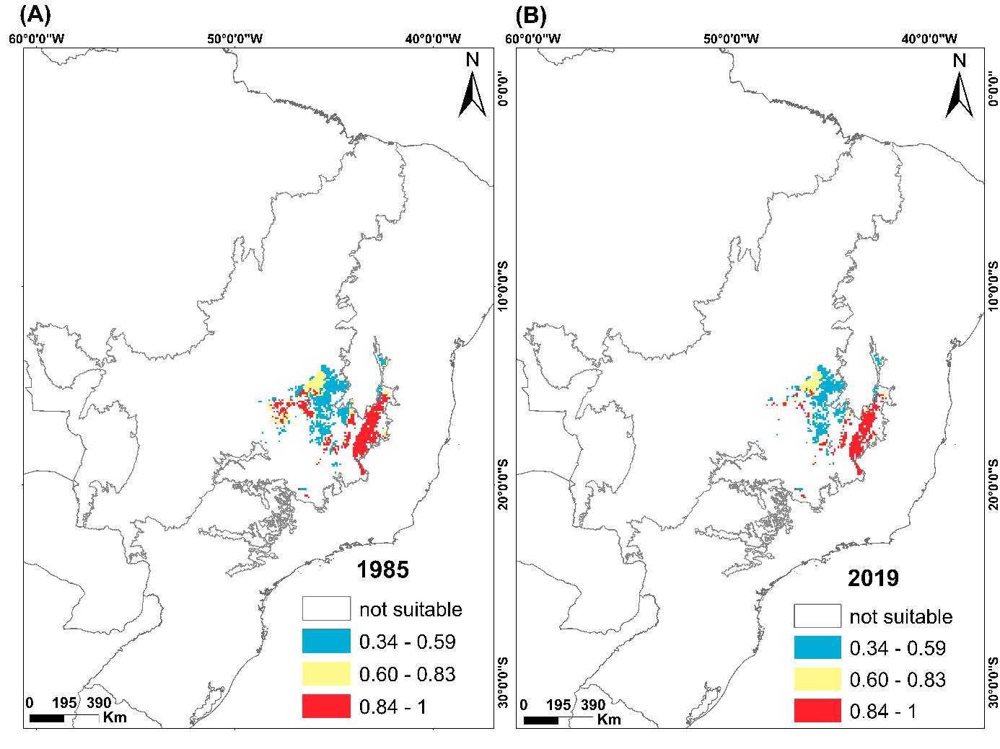 (A)
60°0'0"W 50°0'0"W 40°0'0"W
N
0°0'0"
10°0'0"S
20°0'0"S
30°0'0"S
1985
not suitable
0.34 - 0.59
0.60 - 0.83
0.84 - 1
0 195 390
Km
(B)
60°0'0"W 50°0'0"W 40°0'0"W
N
0°0'0"
10°0'0"S
20°0'0"S
30°0'0"S
2019
not suitable
0.34 - 0.59
0.60 - 0.83
0.84 - 1
0 195 390
Km